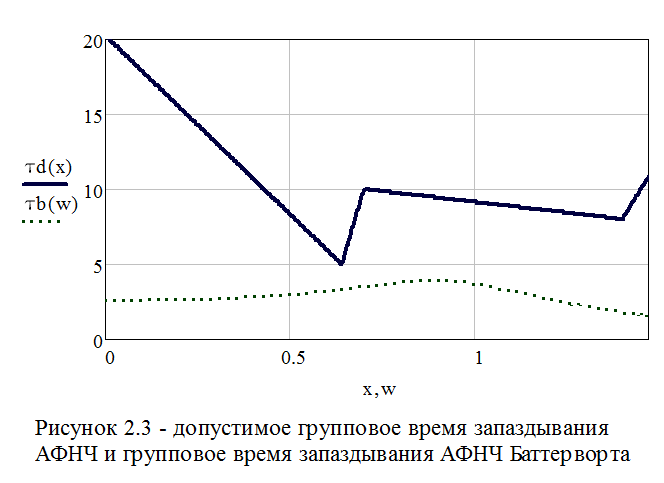 20
15
τd(x)
10
τb(w)
5
0
0
0.5
1
x,w
Рисунок 2.3 - допустимое групповое время запаздывания
АФНЧ и групповое время запаздывания АФНЧ Баттерворта